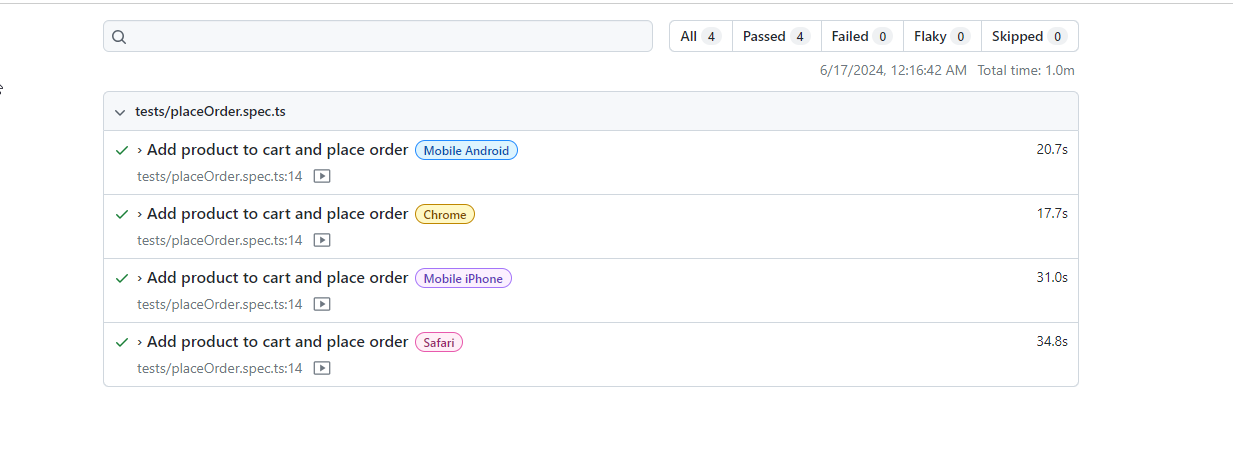 All 4 Passed 4 Failed 0 Flaky 0 Skipped 0
6/17/2024, 12:16:42 AM Total time: 1.0m
tests/placeOrder.spec.ts
› Add product to cart and place order Mobile Android 20.7s
tests/placeOrder.spec.ts:14
› Add product to cart and place order Chrome 17.7s
tests/placeOrder.spec.ts:14
› Add product to cart and place order Mobile iPhone 31.0s
tests/placeOrder.spec.ts:14
› Add product to cart and place order Safari 34.8s
tests/placeOrder.spec.ts:14